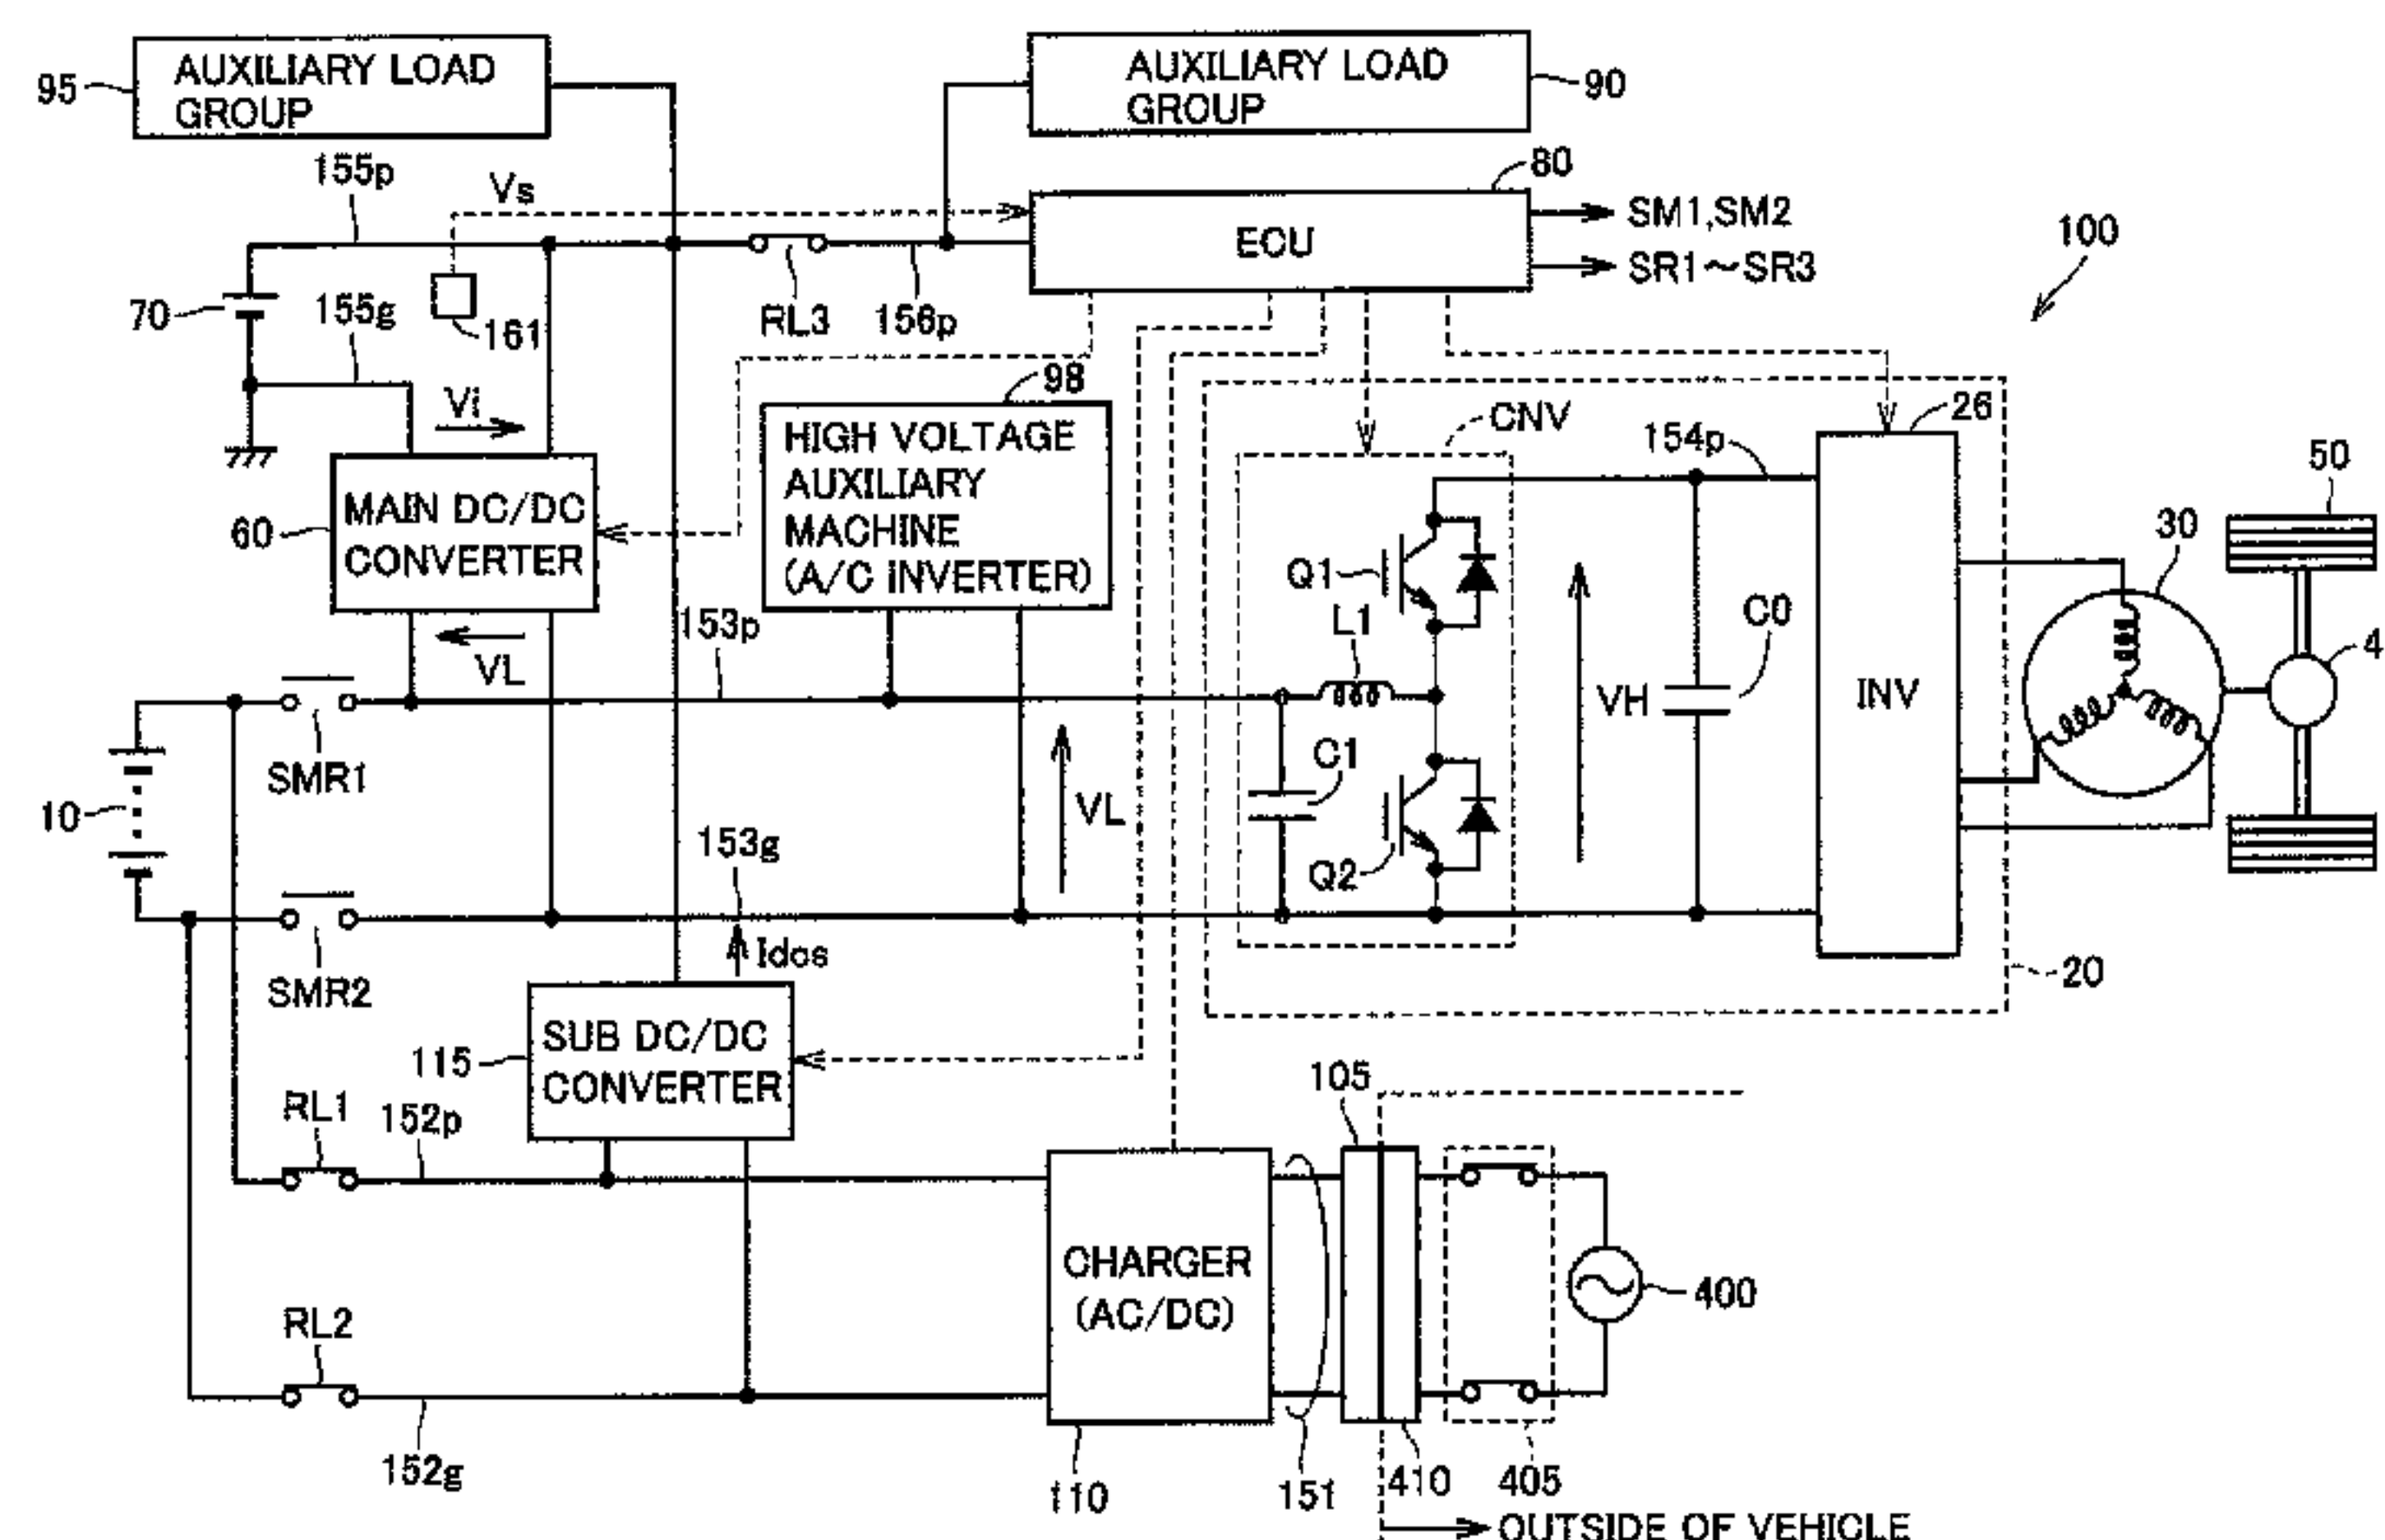 AUXILIARY LOAD
GROUP
95
AUXILIARY LOAD
GROUP
90
155p
Vs
80
ECU
SM1,SM2
SR1~SR3
100
70
155g
161
RL3
156p
98
Vi
HIGH VOLTAGE
AUXILIARY
MACHINE
(A/C INVERTER)
CNV
154p
26
50
MAIN DC/DC
CONVERTER
60
30
Q1
L1
C0
153p
VL
4
VH
INV
SMR1
10
C1
VL
153g
Q2
Idos
SMR2
20
SUB DC/DC
CONVERTER
115
105
RL1
152p
CHARGER
(AC/DC)
400
RL2
152g
110
151
410
405
OUTSIDE OF VEHICLE